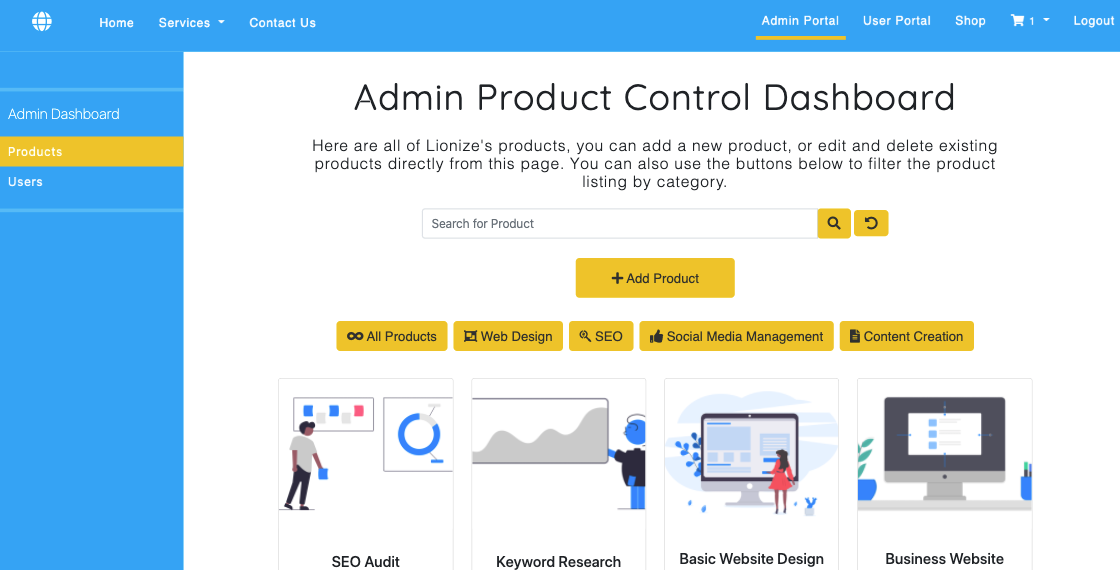 Home Services Contact Us Admin Portal User Portal Shop 1 Logout
Admin Dashboard
Products
Users
Admin Product Control Dashboard
Here are all of Lionize's products, you can add a new product, or edit and delete existing
products directly from this page. You can also use the buttons below to filter the product
listing by category.
Search for Product
Add Product
All Products Web Design SEO Social Media Management Content Creation
SEO Audit Keyword Research Basic Website Design Business Website